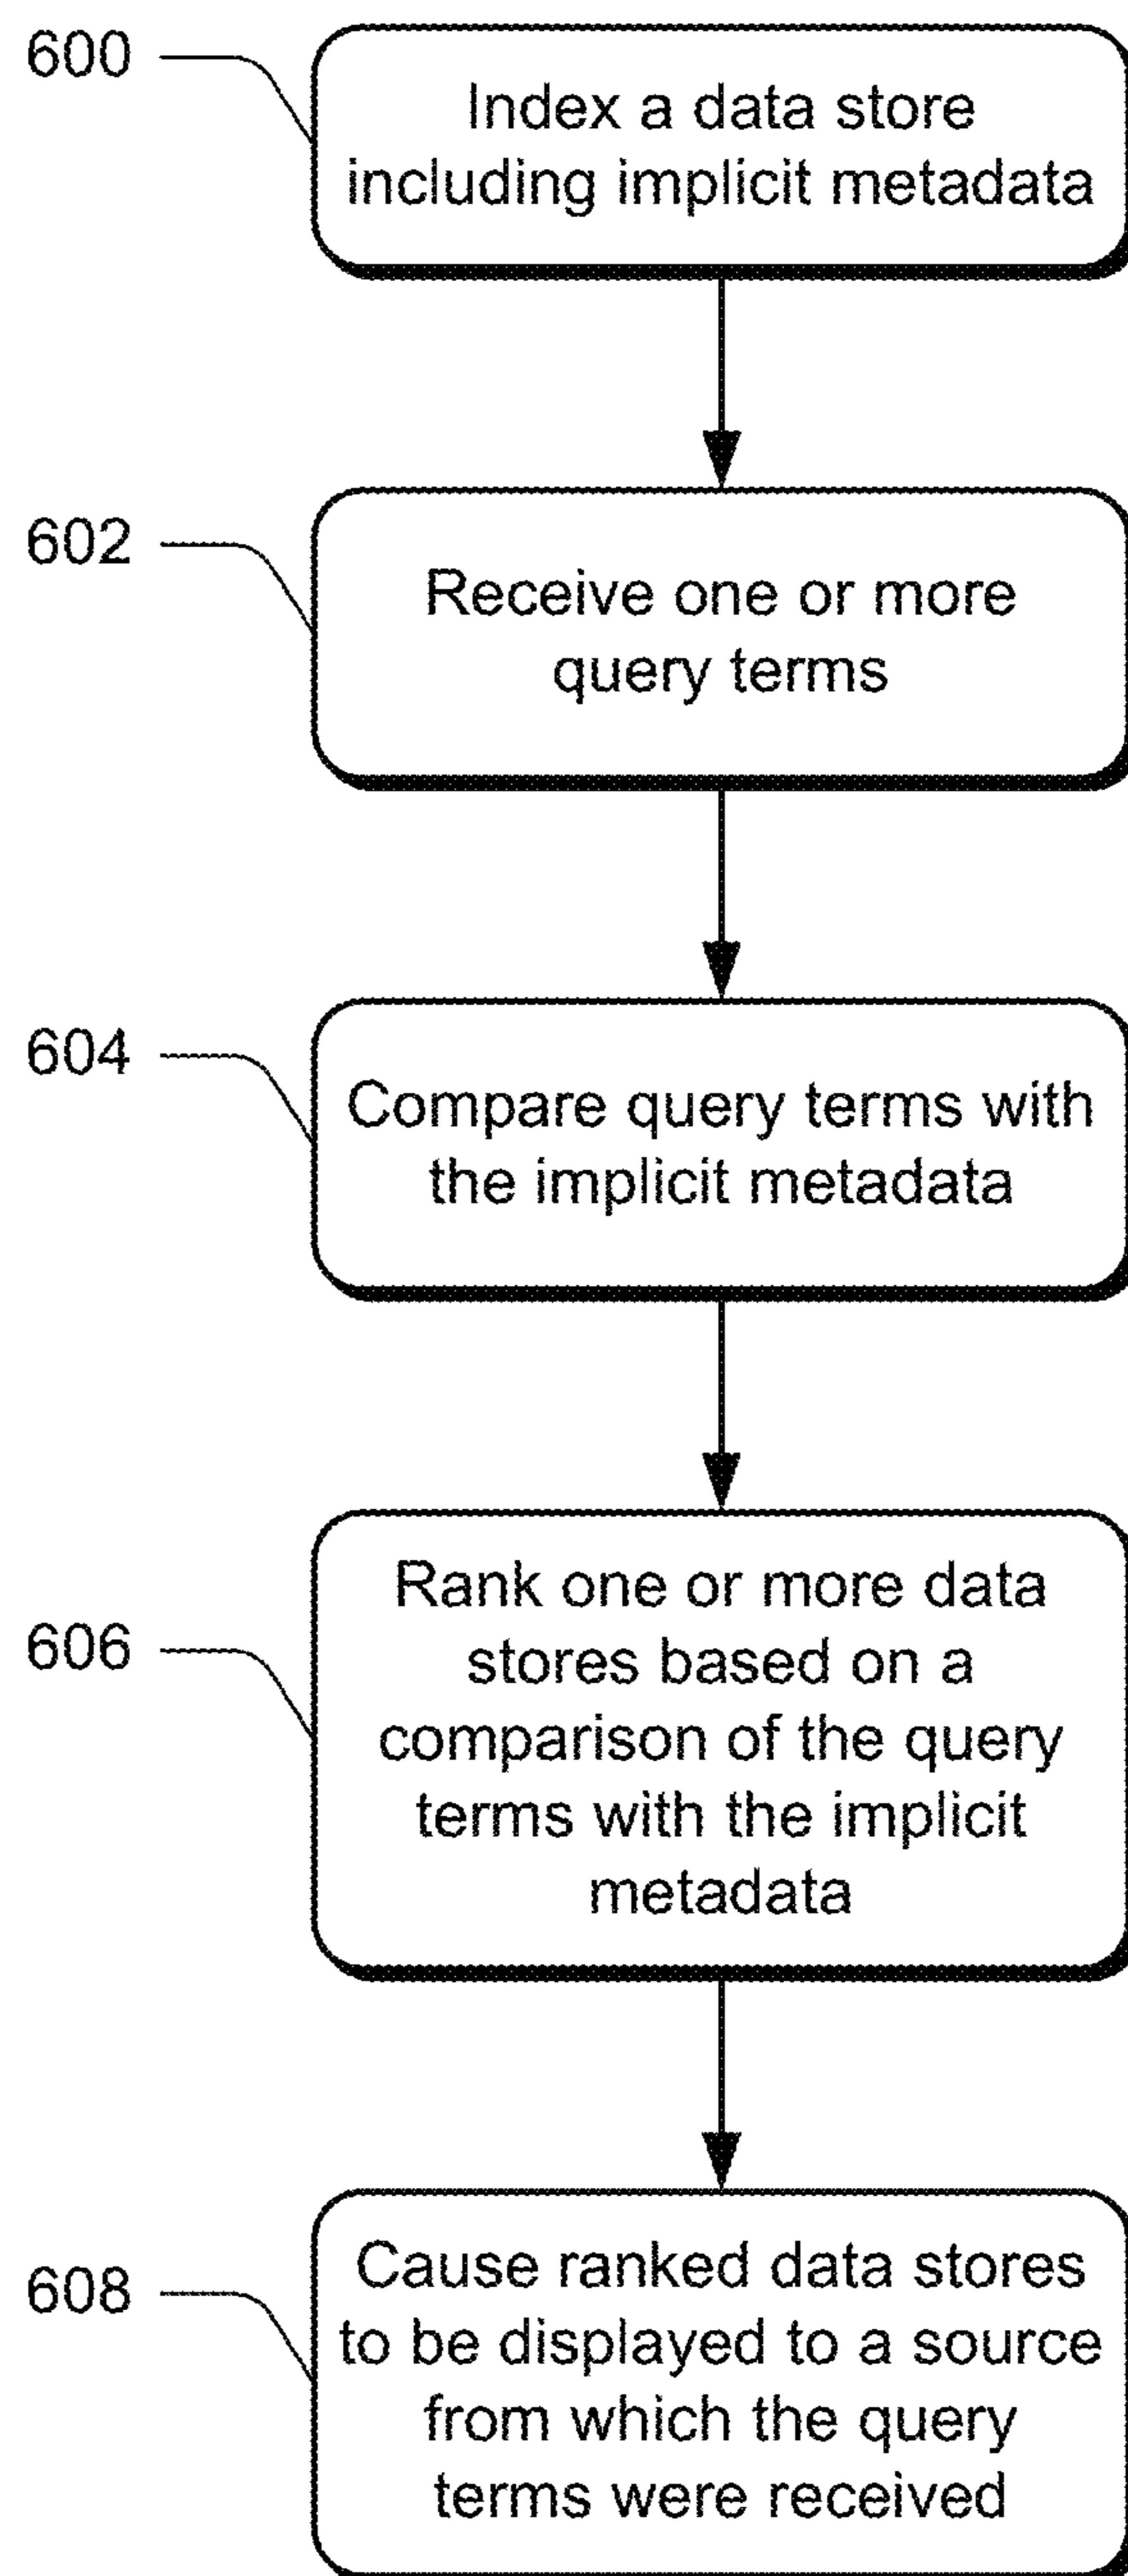 600
Index a data store
including implicit metadata
602
Receive one or more
query terms
604
Compare query terms with
the implicit metadata
606
Rank one or more data
stores based on a
comparison of the query
terms with the implicit
metadata
608
Cause ranked data stores
to be displayed to a source
from which the query
terms were received